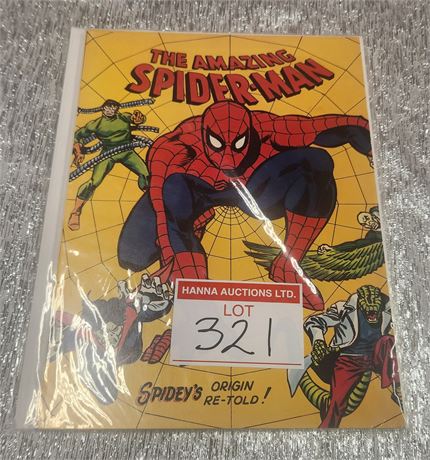 THE AMAZING
SPIDER-MAN
HANNA AUCTIONS LTD.
LOT
321
SPIDEY'S ORIGIN
RE-TOLD!